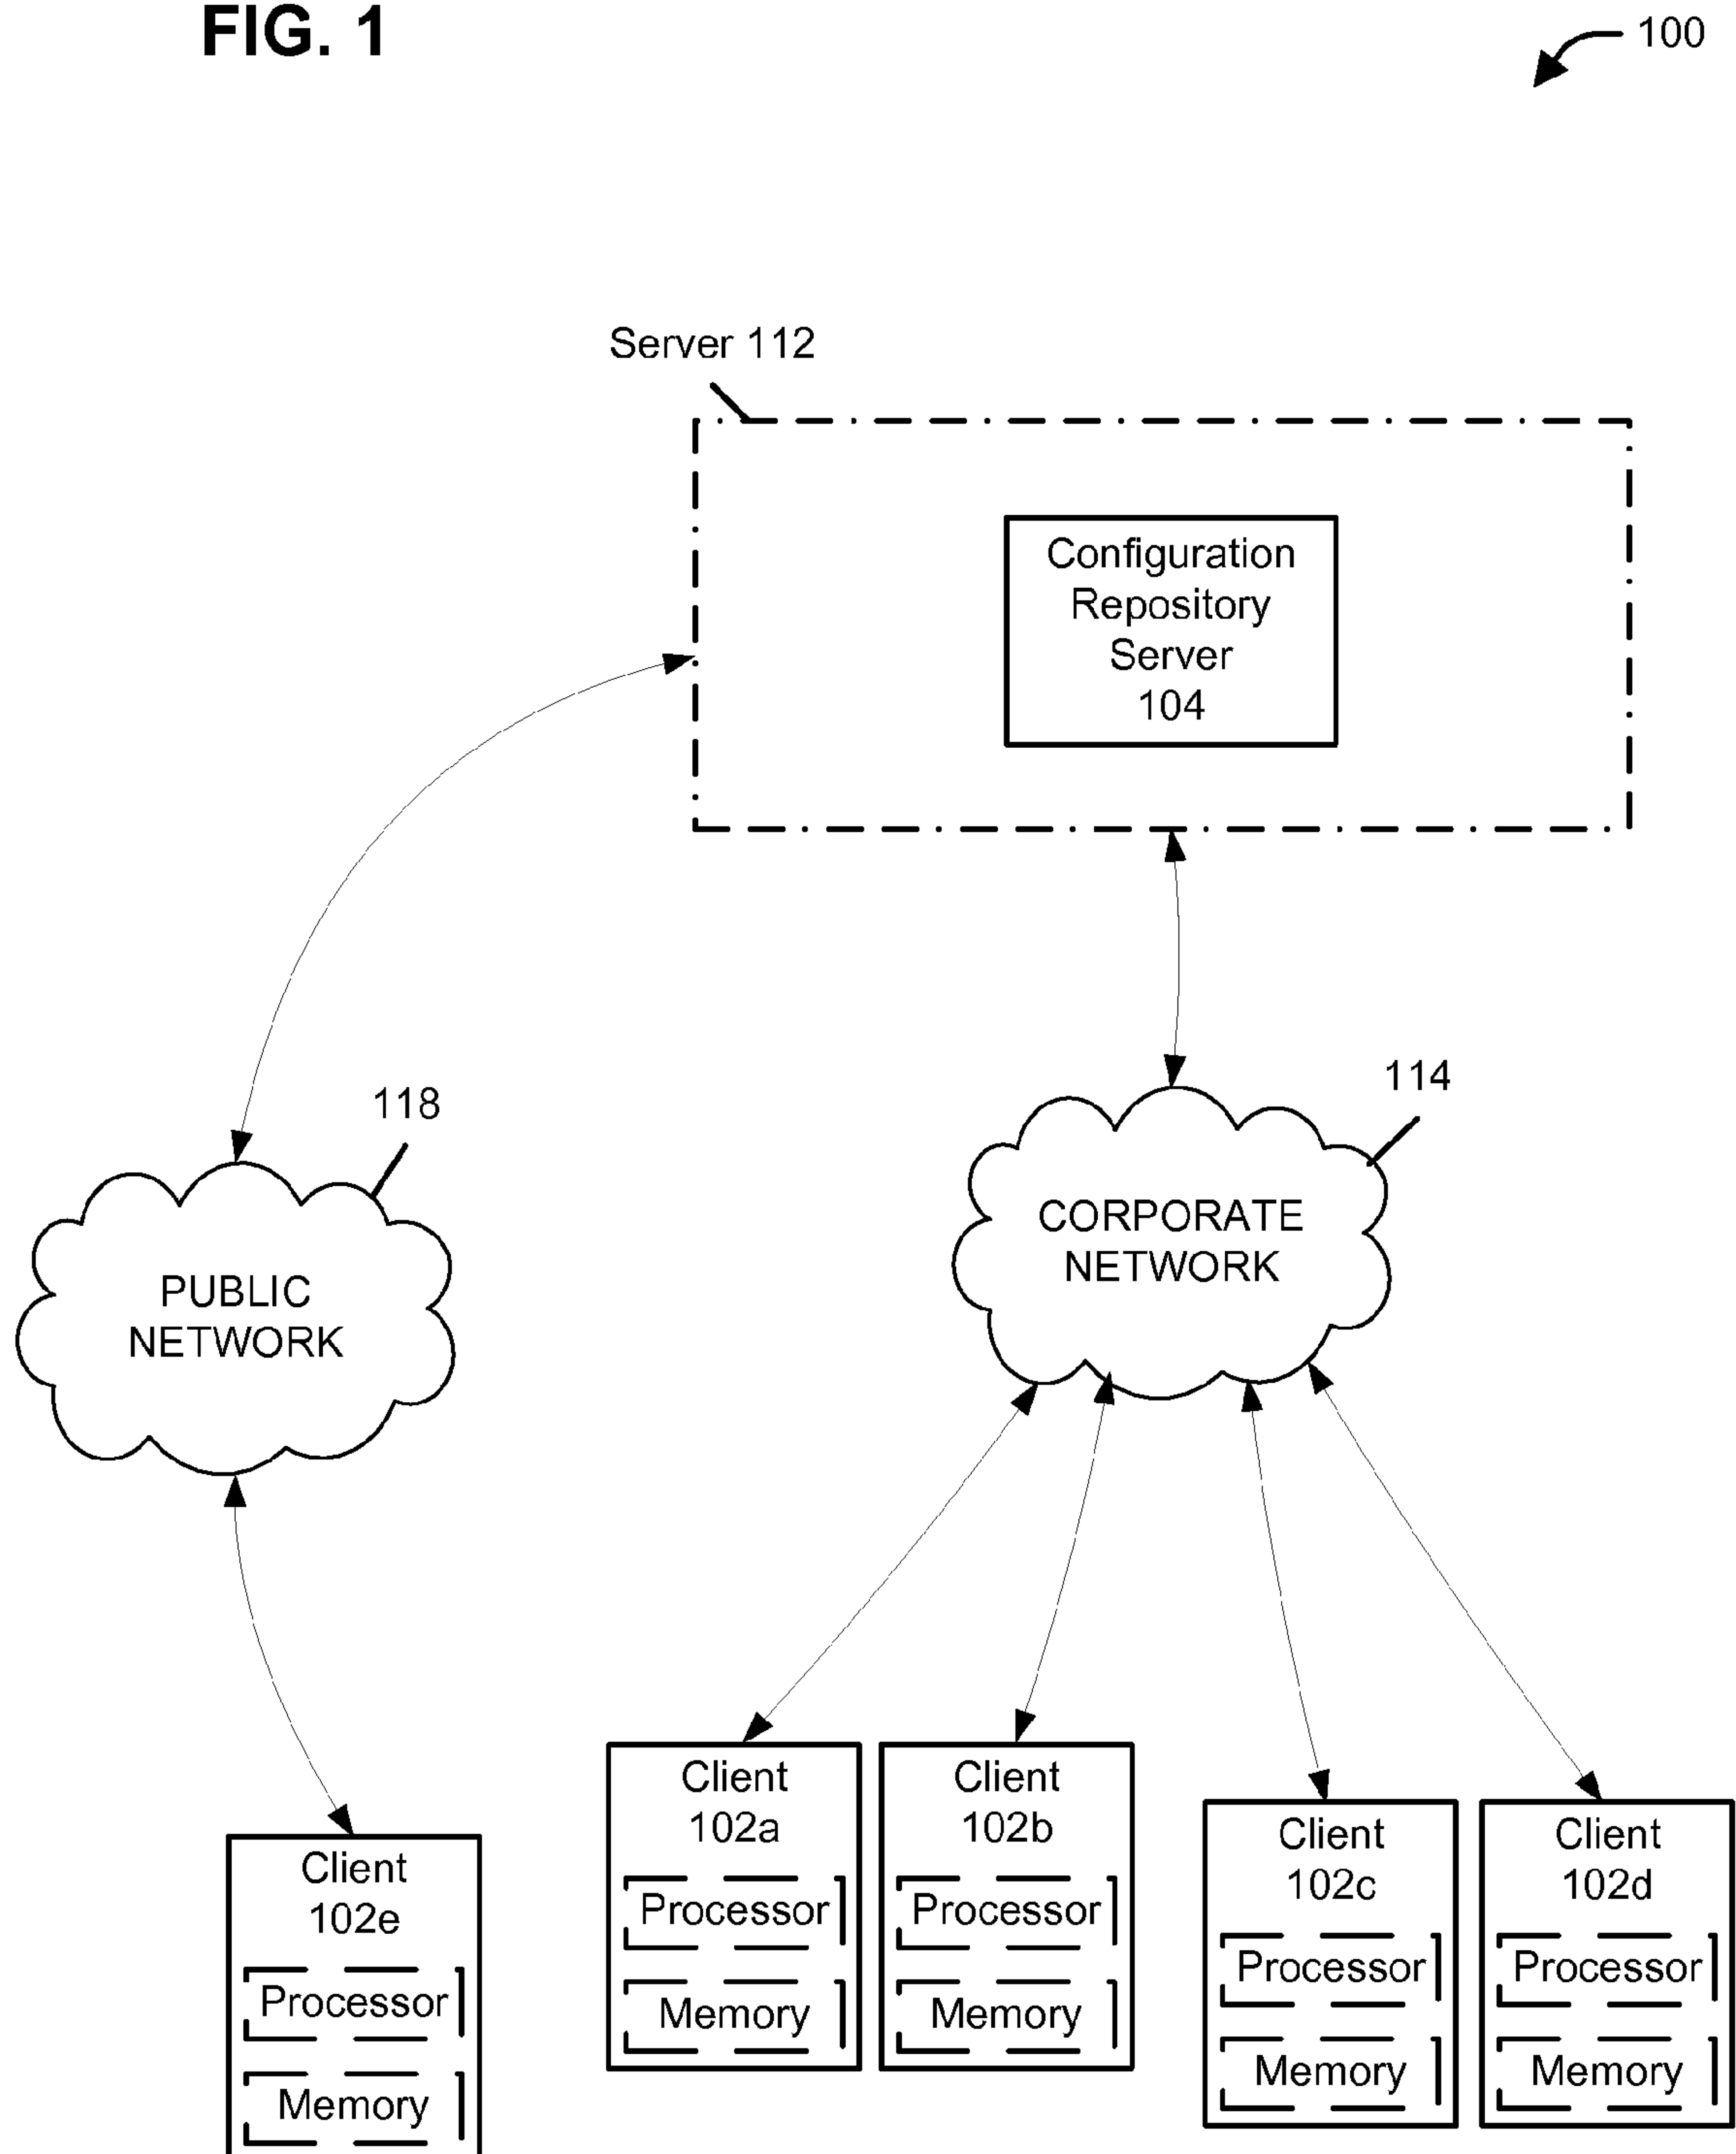 FIG. 1
100
Server 112
Configuration
Repository
Server
104
118
114
PUBLIC
NETWORK
CORPORATE
NETWORK
Client
102e
Processor
Memory
Client
102a
Processor
Memory
Client
102b
Processor
Memory
Client
102c
Processor
Memory
Client
102d
Processor
Memory